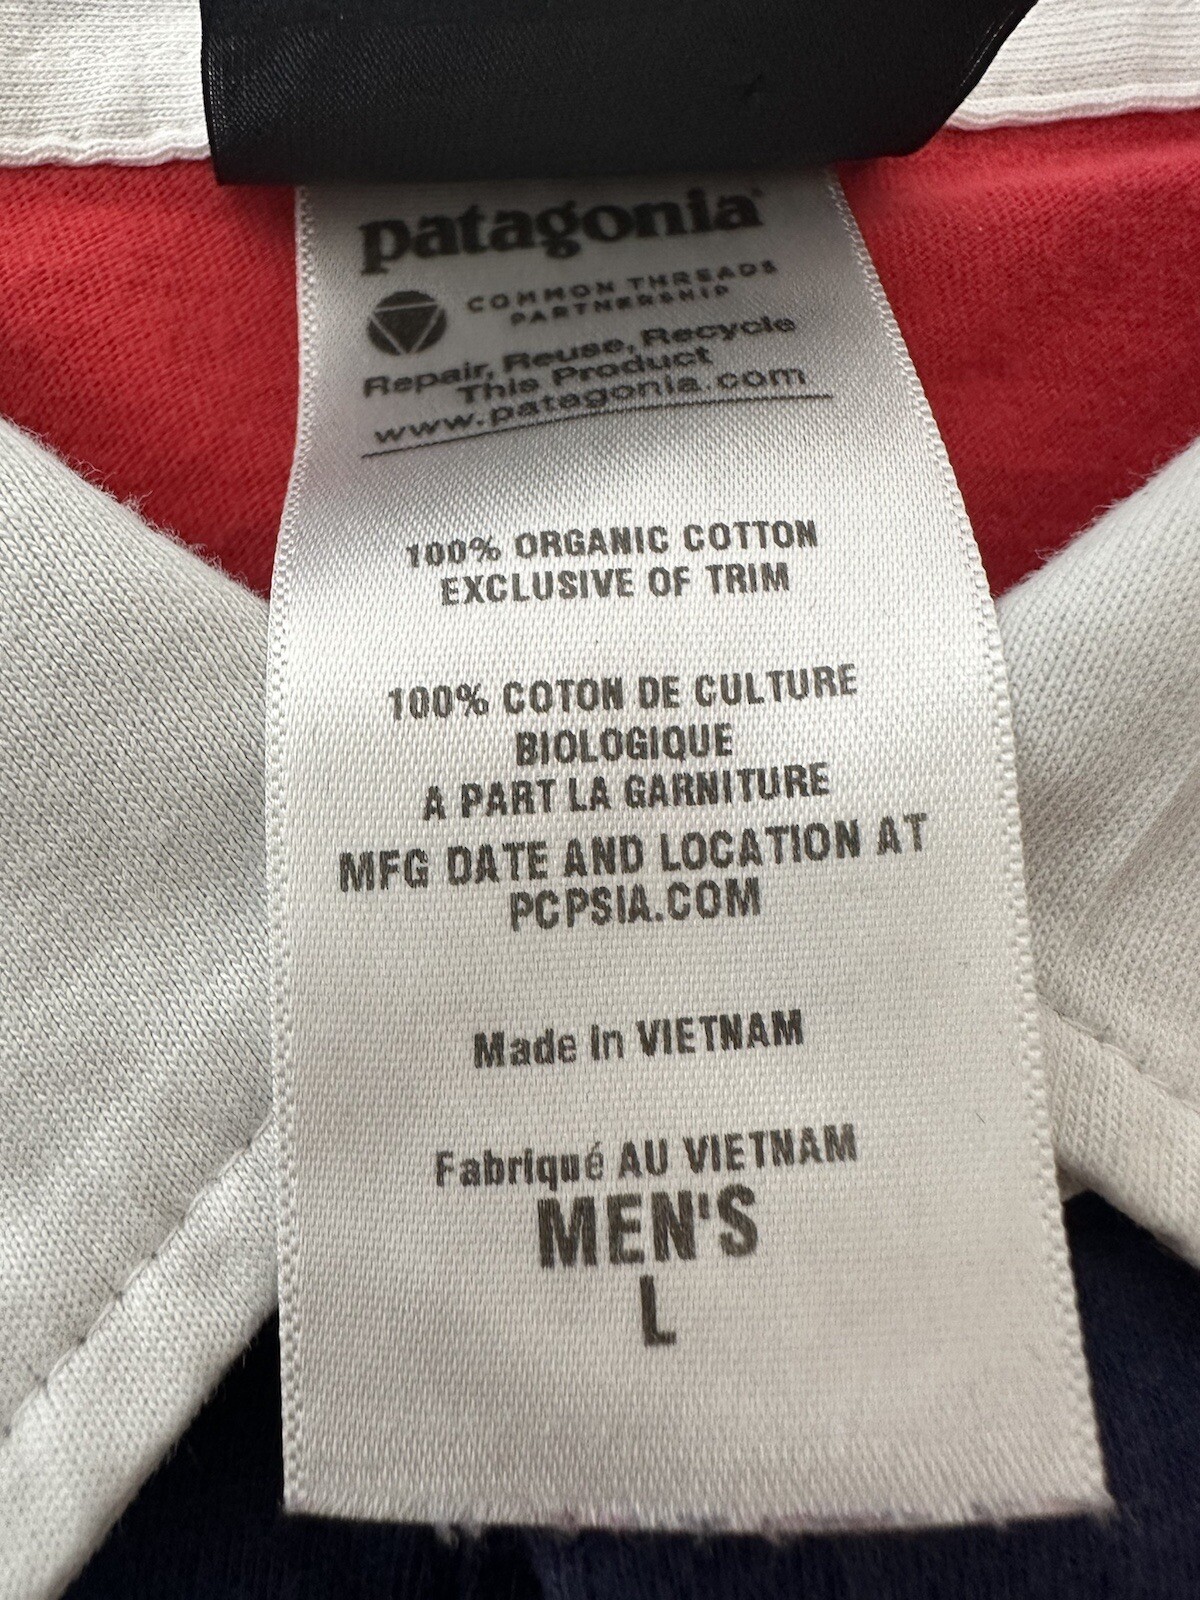 patagonia®
COMMON THREADS
PARTNERSHIP
Repair, Reuse, Recycle
This Product
www.patagonia.com
100% ORGANIC COTTON
EXCLUSIVE OF TRIM
100% COTON DE CULTURE
BIOLOGIQUE
A PART LA GARNITURE
MFG DATE AND LOCATION AT
PCPSIA.COM
Made in VIETNAM
Fabriqué AU VIETNAM
MEN'S
L